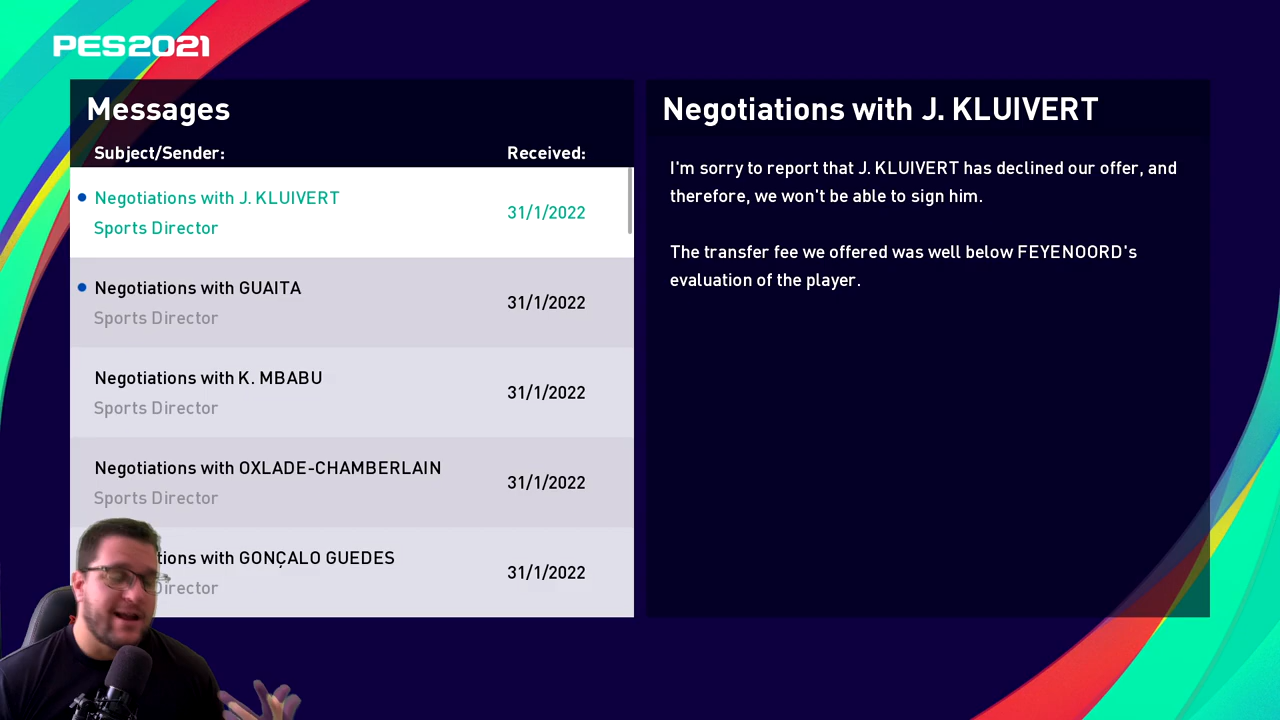 PES2021
Messages
Subject/Sender: Received:
Negotiations with J. KLUIVERT
Sports Director
31/1/2022
Negotiations with GUAITA
Sports Director
31/1/2022
Negotiations with K. MBABU
Sports Director
31/1/2022
Negotiations with OXLADE-CHAMBERLAIN
Sports Director
31/1/2022
tions with GONÇALO GUEDES
Director
31/1/2022
Negotiations with J. KLUIVERT
I'm sorry to report that J. KLUIVERT has declined our offer, and
therefore, we won't be able to sign him.
The transfer fee we offered was well below FEYENOORD's
evaluation of the player.